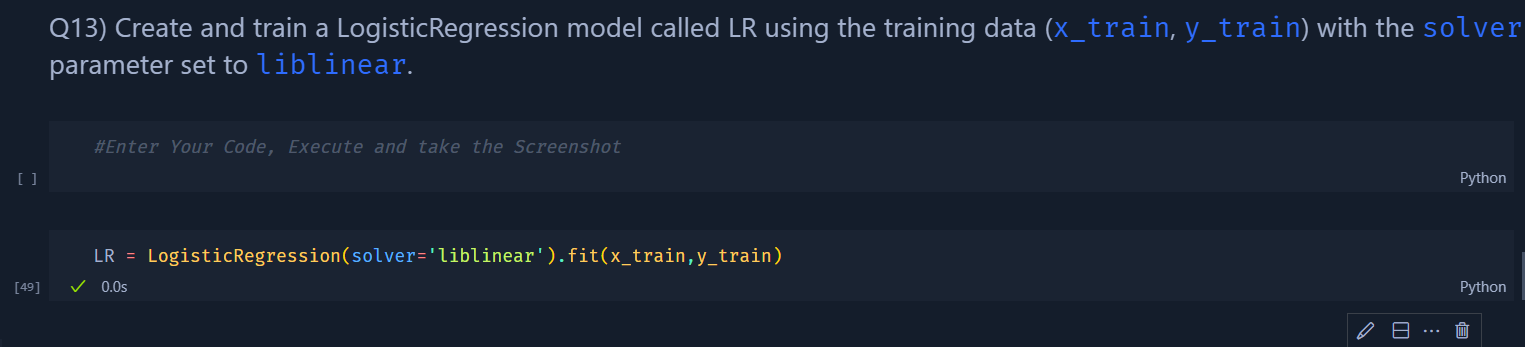 Q13) Create and train a LogisticRegression model called LR using the training data (x_train, y_train) with the solver
parameter set to liblinear.
#Enter Your Code, Execute and take the Screenshot
[ ]
Python
LR = LogisticRegression(solver='liblinear').fit(x_train,y_train)
[49] 0.0s
Python